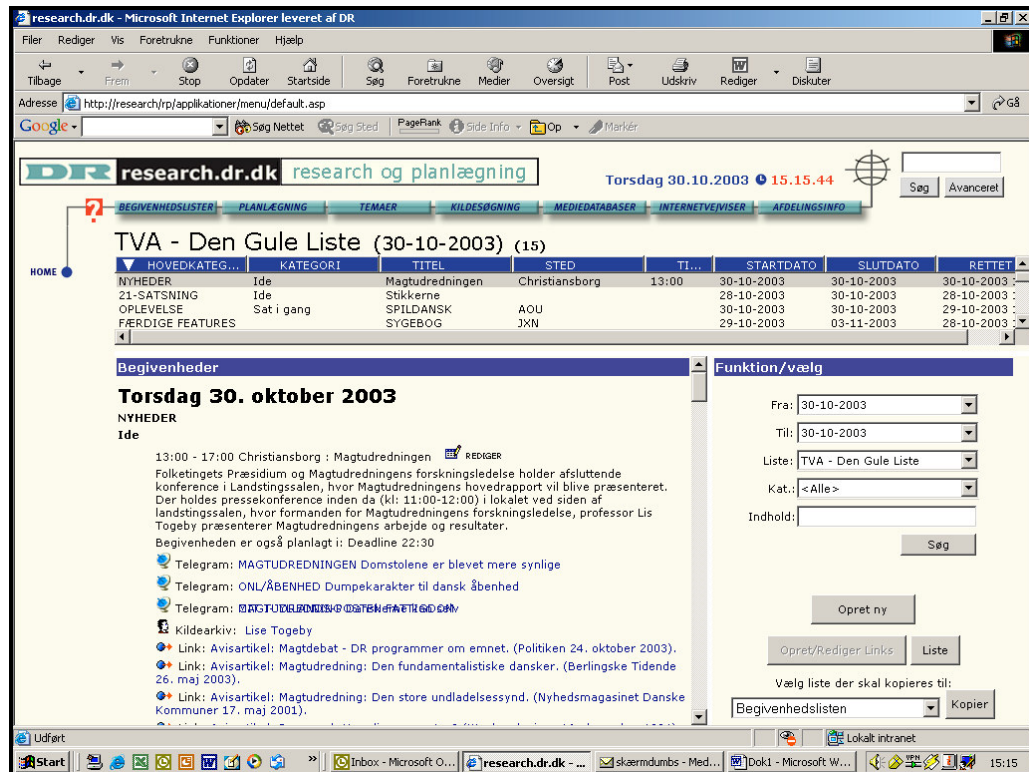 research.dr.dk - Microsoft Internet Explorer leveret af DR
Filer Rediger Vis Foretrukne Funktioner Hjælp
Tilbage Frem Stop Opdater Startside Søg Foretrukne Medier Oversigt Post Udskriv Rediger Diskuter
Adresse http://research/rp/applikationer/menu/default.asp Gå
Google Søg Nettet Søg Sted PageRank Side Info Op Markér
DR research.dr.dk research og planlægning Torsdag 30.10.2003 15.15.44 Søg Avanceret
? BEGIVENHEDSLISTER PLANLÆGNING TEMAER KILDESØGNING MEDIEDATABASER INTERNETVEJVISER AFDELINGSINFO
TVA - Den Gule Liste (30-10-2003) (15)
HOME
HOVEDKATEG... KATEGORI TITEL STED TI... STARTDATO SLUTDATO RETTET
NYHEDER Ide Magtudredningen Christiansborg 13:00 30-10-2003 30-10-2003 30-10-2003
21-SATSNING Ide Stikkerne 28-10-2003 30-10-2003 28-10-2003
OPLEVELSE Sat i gang SPILDANSK AOU 30-10-2003 30-10-2003 29-10-2003
FÆRDIGE FEATURES SYGEBOG JXN 29-10-2003 03-11-2003 28-10-2003
Begivenheder
Torsdag 30. oktober 2003
NYHEDER
Ide
13:00 - 17:00 Christiansborg : Magtudredningen REDIGER
Folketingets Præsidium og Magtudredningens forskningsledelse holder afsluttende
konference i Landstingssalen, hvor Magtudredningens hovedrapport vil blive præsenteret.
Der holdes pressekonference inden da (kl: 11:00-12:00) i lokalet ved siden af
landstingssalen, hvor formanden for Magtudredningens forskningsledelse, professor Lis
Togeby præsenterer Magtudredningens arbejde og resultater.
Begivenheden er også planlagt i: Deadline 22:30
Telegram: MAGTUDREDNINGEN Domstolene er blevet mere synlige
Telegram: ONL/ÅBENHED Dumpekarakter til dansk åbenhed
Telegram:
Kildearkiv: Lise Togeby
Link: Avisartikel: Magtdebat - DR programmer om emnet. (Politiken 24. oktober 2003).
Link: Avisartikel: Magtudredning: Den fundamentalistiske dansker. (Berlingske Tidende
26. maj 2003).
Link: Avisartikel: Magtudredning: Den store undladelsessynd. (Nyhedsmagasinet Danske
Kommuner 17. maj 2001).
Funktion/vælg
Fra: 30-10-2003
Til: 30-10-2003
Liste: TVA - Den Gule Liste
Kat.: <Alle>
Indhold:
Søg
Opret ny
Opret/Rediger Links Liste
Vælg liste der skal kopieres til:
Begivenhedslisten Kopier
Udført Lokalt intranet
Start » Inbox - Microsoft O... research.dr.dk - ... skærmdumbs - Med... Dok1 - Microsoft W... 15:15